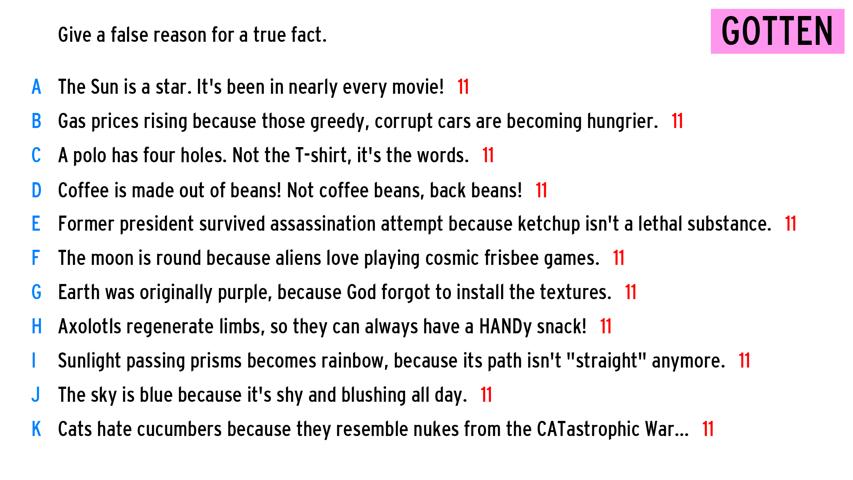 Give a false reason for a true fact.
GOTTEN
A The Sun is a star. It's been in nearly every movie! 11
B Gas prices rising because those greedy, corrupt cars are becoming hungrier. 11
C A polo has four holes. Not the T-shirt, it's the words. 11
D Coffee is made out of beans! Not coffee beans, back beans! 11
E Former president survived assassination attempt because ketchup isn't a lethal substance. 11
F The moon is round because aliens love playing cosmic frisbee games. 11
G Earth was originally purple, because God forgot to install the textures. 11
H Axolotls regenerate limbs, so they can always have a HANDy snack! 11
I Sunlight passing prisms becomes rainbow, because its path isn't "straight" anymore. 11
J The sky is blue because it's shy and blushing all day. 11
K Cats hate cucumbers because they resemble nukes from the CATastrophic War... 11